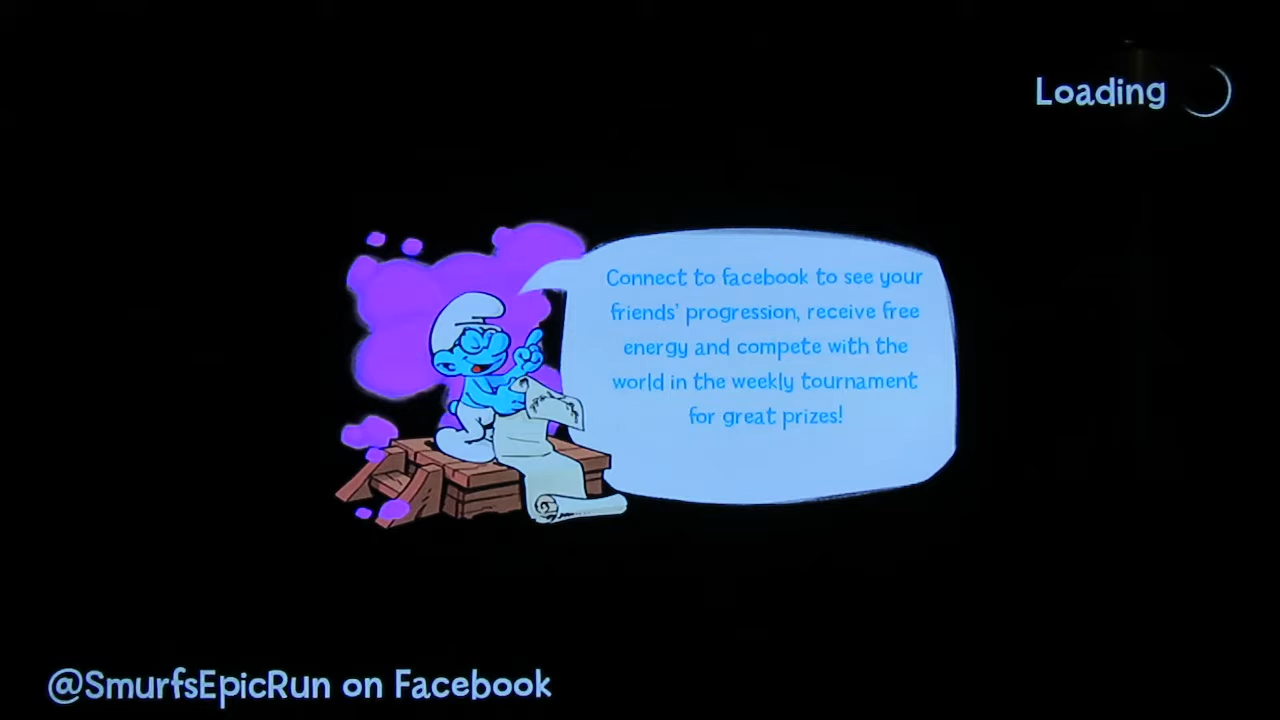 Loading
Connect to facebook to see your
friends' progression, receive free
energy and compete with the
world in the weekly tournament
for great prizes!
@SmurfsEpicRun on Facebook